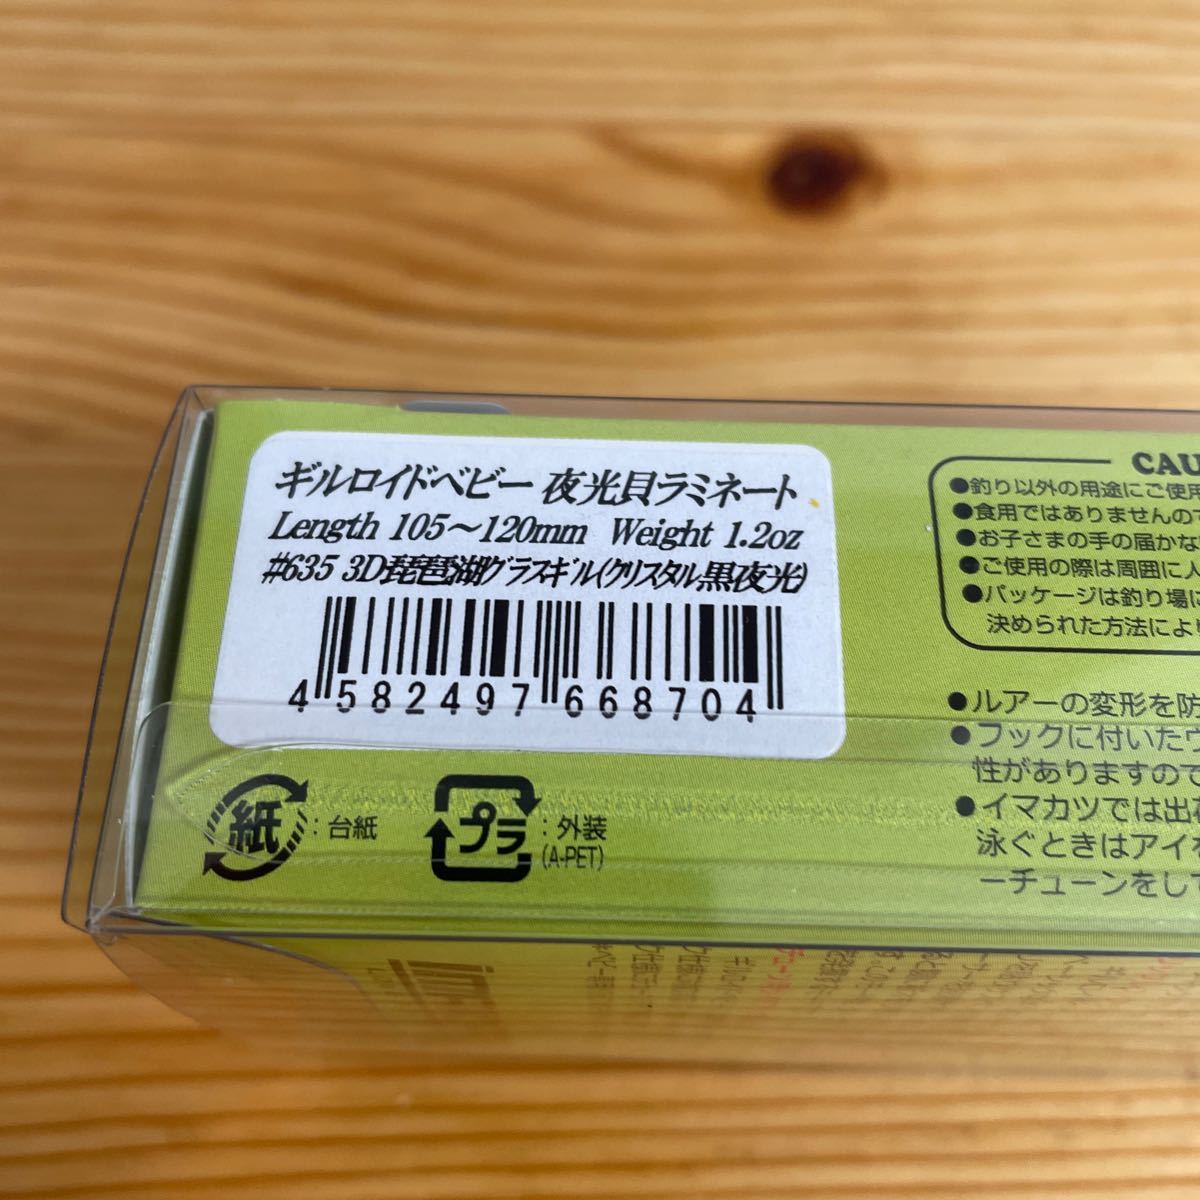 ギルロイドベビー 夜光貝ラミネート
Length 105～120mm Weight 1.2oz
#635 3D琵琶湖グラスギル(クリスタル黒夜光)
4 582497 668704
紙 : 台紙
プラ : 外装
(A-PET)
CAU
●釣り以外の用途にご使用
●食用ではありませんので
●お子さまの手の届かな
●ご使用の際は周囲に人
●パッケージは釣り場に
決められた方法により
●ルアーの変形を防
●フックに付いたウ
性がありますので
●イマカツでは出荷
泳ぐときはアイを
ーチューンをして